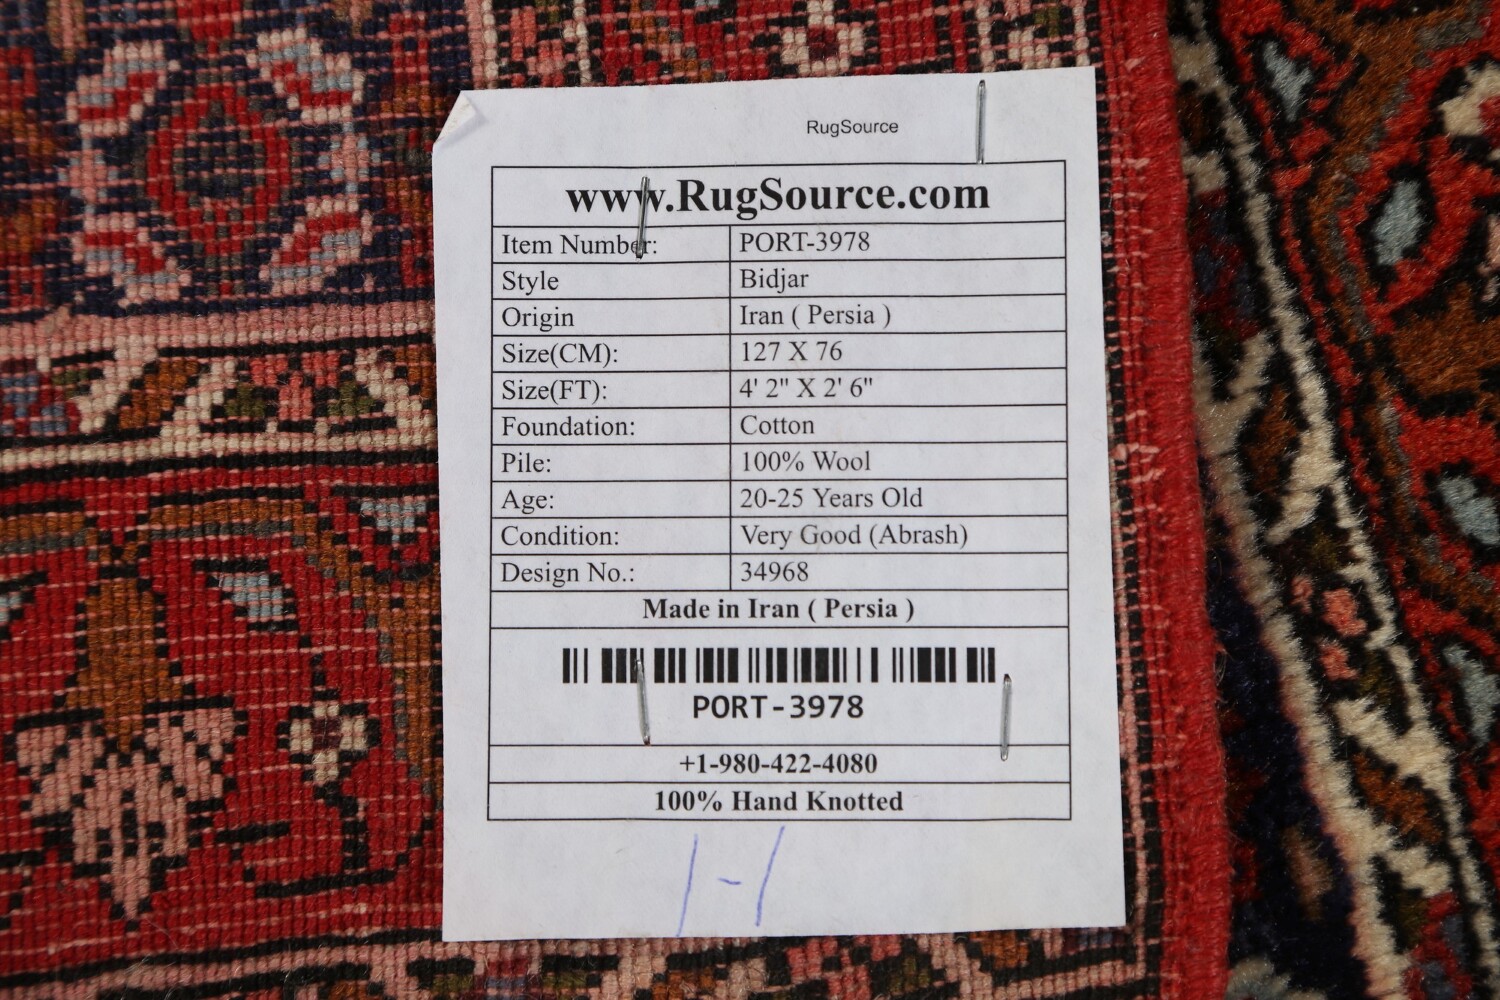 RugSource
www.RugSource.com
Item Number: PORT-3978
Style Bidjar
Origin Iran ( Persia )
Size(CM): 127 X 76
Size(FT): 4' 2" X 2' 6"
Foundation: Cotton
Pile: 100% Wool
Age: 20-25 Years Old
Condition: Very Good (Abrash)
Design No.: 34968
Made in Iran ( Persia )
PORT-3978
+1-980-422-4080
100% Hand Knotted
1-1